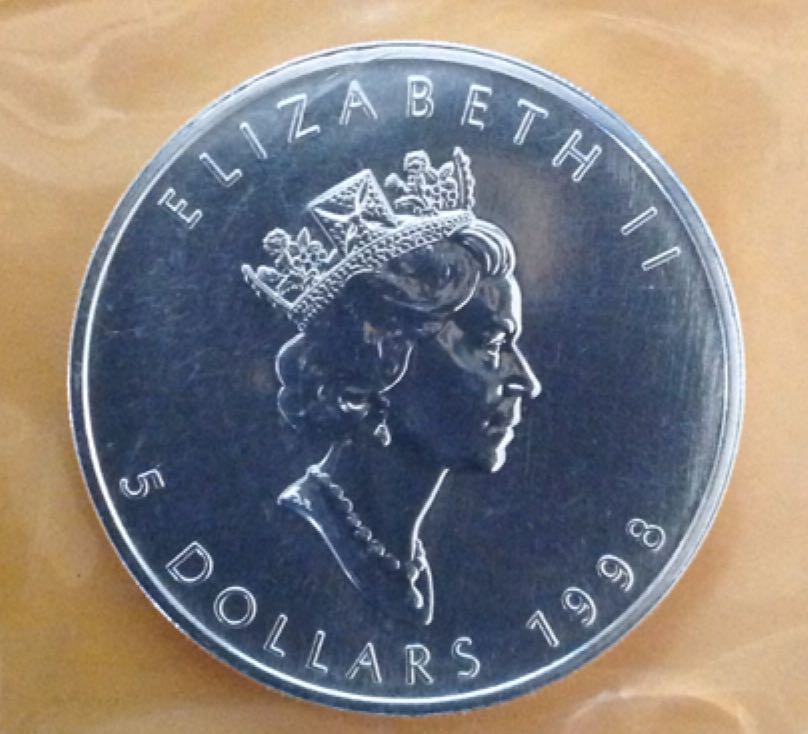 ELIZABETH II
5 DOLLARS 1998